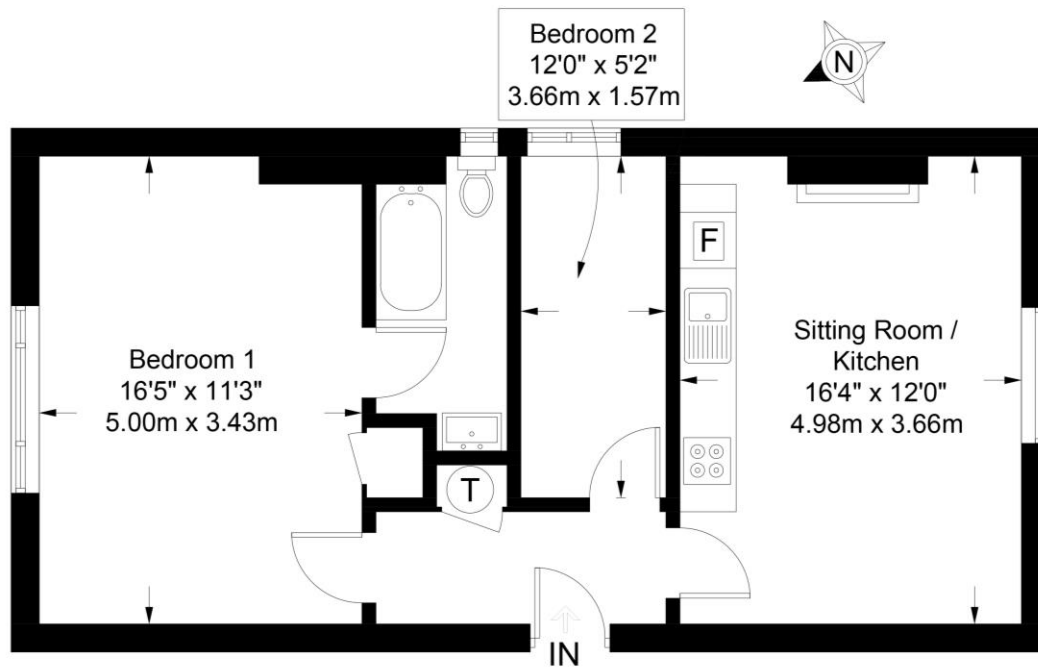 Bedroom 2
12'0" x 5'2"
3.66m x 1.57m
N
Bedroom 1
16'5" x 11'3"
5.00m x 3.43m
F
Sitting Room /
Kitchen
16'4" x 12'0"
4.98m x 3.66m
T
IN